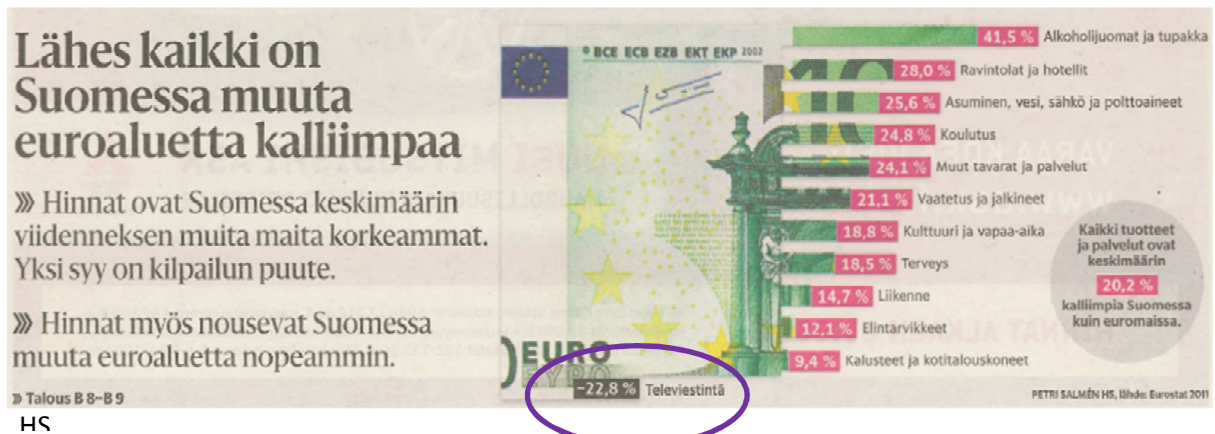 Lähes kaikki on
Suomessa muuta
euroaluetta kalliimpaa
»» Hinnat ovat Suomessa keskimäärin
viidenneksen muita maita korkeammat.
Yksi syy on kilpailun puute.
»» Hinnat myös nousevat Suomessa
muuta euroaluetta nopeammin.
» Talous B 8–B 9
HS
© BCE ECB EZB EKT EKP 2002
41,5 % Alkoholijuomat ja tupakka
28,0 % Ravintolat ja hotellit
25,6 % Asuminen, vesi, sähkö ja polttoaineet
24,8 % Koulutus
24,1 % Muut tavarat ja palvelut
21,1 % Vaatetus ja jalkineet
18,8 % Kulttuuri ja vapaa-aika
18,5 % Terveys
14,7 % Liikenne
12,1 % Elintarvikkeet
9,4 % Kalusteet ja kotitalouskoneet
EURO
ΕΥΡΩ
–22,8 % Televiestintä
Kaikki tuotteet
ja palvelut ovat
keskimäärin
20,2 %
kalliimpia Suomessa
kuin euromaissa.
PETRI SALMÉN HS, lähde: Eurostat 2011